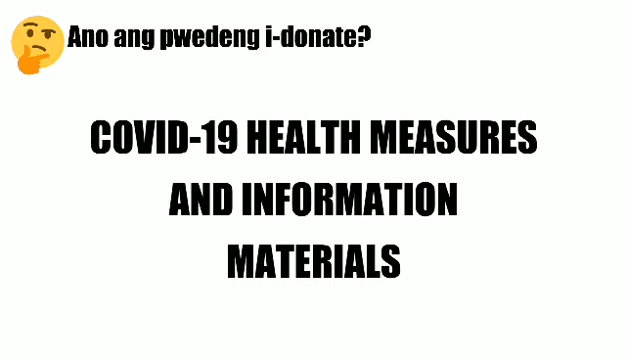 Ano ang pwedeng i-donate?
COVID-19 HEALTH MEASURES
AND INFORMATION
MATERIALS